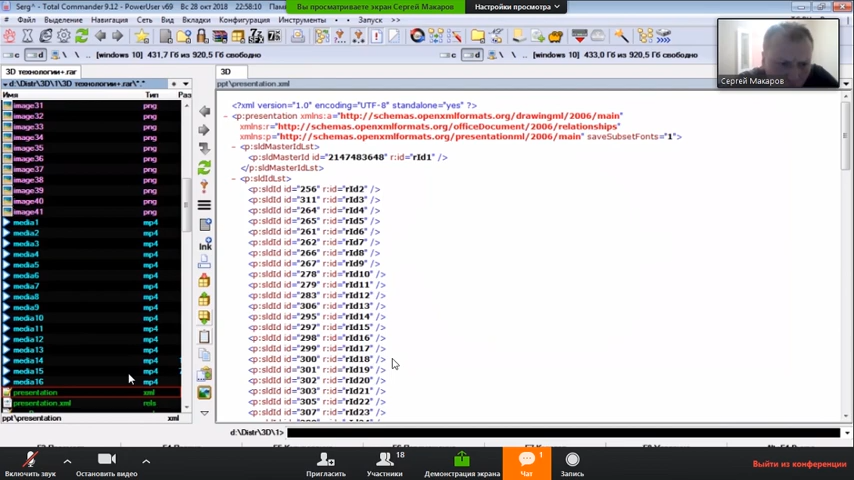 Serg^ - Total Commander 9.12 - PowerUser v69
Вс 28 окт 2018
22:58:10
Вы просматриваете экран Сергей Макаров
Настройки просмотра
Файл
Выделение
Навигация
Сеть
Вид
Вкладки
Конфигурация
Инструменты
Запуск
>>
c
d
[windows 10]
431,7 Гб из 920,5 Гб свободно
c
d
[windows 10]
433,0 Гб из 920,5 Гб свободно
3D технологии+.rar
3D
d:\Distr\3D\1\3D технологии+.rar\*.*
ppt\presentation.xml
Имя
Тип
Раз
image31 png
image32 png
image33 png
image34 png
image35 png
image36 png
image37 png
image38 png
image39 png
image40 png
image41 png
media1 mp4
media2 mp4
media3 mp4
media4 mp4
media5 mp4
media6 mp4
media7 mp4
media8 mp4
media9 mp4
media10 mp4
media11 mp4
media12 mp4
media13 mp4
media14 mp4
media15 mp4
media16 mp4
presentation xml
presentation.xml rels
ppt\presentation
lnk
<?xml version="1.0" encoding="UTF-8" standalone="yes" ?>
- <p:presentation xmlns:a="http://schemas.openxmlformats.org/drawingml/2006/main"
xmlns:r="http://schemas.openxmlformats.org/officeDocument/2006/relationships"
xmlns:p="http://schemas.openxmlformats.org/presentationml/2006/main" saveSubsetFonts="1">
- <p:sldMasterIdLst>
<p:sldMasterId id="2147483648" r:id="rId1" />
</p:sldMasterIdLst>
- <p:sldIdLst>
<p:sldId id="256" r:id="rId2" />
<p:sldId id="311" r:id="rId3" />
<p:sldId id="264" r:id="rId4" />
<p:sldId id="265" r:id="rId5" />
<p:sldId id="261" r:id="rId6" />
<p:sldId id="262" r:id="rId7" />
<p:sldId id="266" r:id="rId8" />
<p:sldId id="267" r:id="rId9" />
<p:sldId id="278" r:id="rId10" />
<p:sldId id="279" r:id="rId11" />
<p:sldId id="283" r:id="rId12" />
<p:sldId id="306" r:id="rId13" />
<p:sldId id="295" r:id="rId14" />
<p:sldId id="297" r:id="rId15" />
<p:sldId id="298" r:id="rId16" />
<p:sldId id="299" r:id="rId17" />
<p:sldId id="300" r:id="rId18" />
<p:sldId id="301" r:id="rId19" />
<p:sldId id="302" r:id="rId20" />
<p:sldId id="303" r:id="rId21" />
<p:sldId id="305" r:id="rId22" />
<p:sldId id="307" r:id="rId23" />
d:\Distr\3D\1>
Сергей Макаров
Включить звук
Остановить видео
Пригласить
18
Участники
Демонстрация экрана
1
Чат
Запись
Выйти из конференции